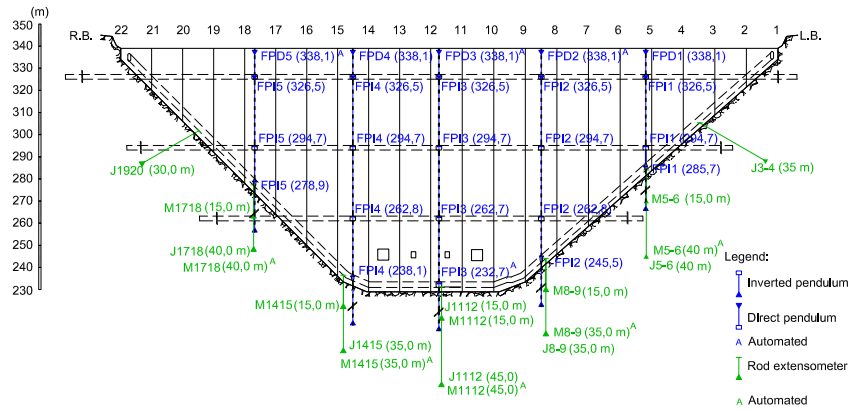 (m)
350
340
330
320
310
300
290
280
270
260
250
240
230
R.B. 22 21 20 19 18 17 16 15 14 13 12 11 10 9 8 7 6 5 4 3 2 1 L.B.
FPD5 (338,1) A FPD4 (338,1) FPD3 (338,1) A FPD2 (338,1) A FPD1 (338,1)
FPI5 (326,5) FPI4 (326,5) FPI3 (326,5) FPI2 (326,5) FPI1 (326,5)
FPI5 (294,7) FPI4 (294,7) FPI3 (294,7) FPI2 (294,7) FPI1 (294,7)
J1920 (30,0 m) FPI5 (278,9) FPI1 (285,7) J3-4 (35 m)
M1718 (15,0 m) FPI4 (262,8) FPI3 (262,7) FPI2 (262,8) M5-6 (15,0 m)
J1718 (40,0 m)
M1718 (40,0 m) A
M5-6 (40 m) A
J5-6 (40 m)
FPI4 (238,1) FPI3 (232,7) A FPI2 (245,5)
M1415 (15,0 m) J1112 (15,0 m) M8-9 (15,0 m)
M1112 (15,0 m)
J1415 (35,0 m) M8-9 (35,0 m) A
M1415 (35,0 m) A J8-9 (35,0 m)
J1112 (45,0)
M1112 (45,0) A
Legend:
Inverted pendulum
Direct pendulum
A Automated
Rod extensometer
A Automated